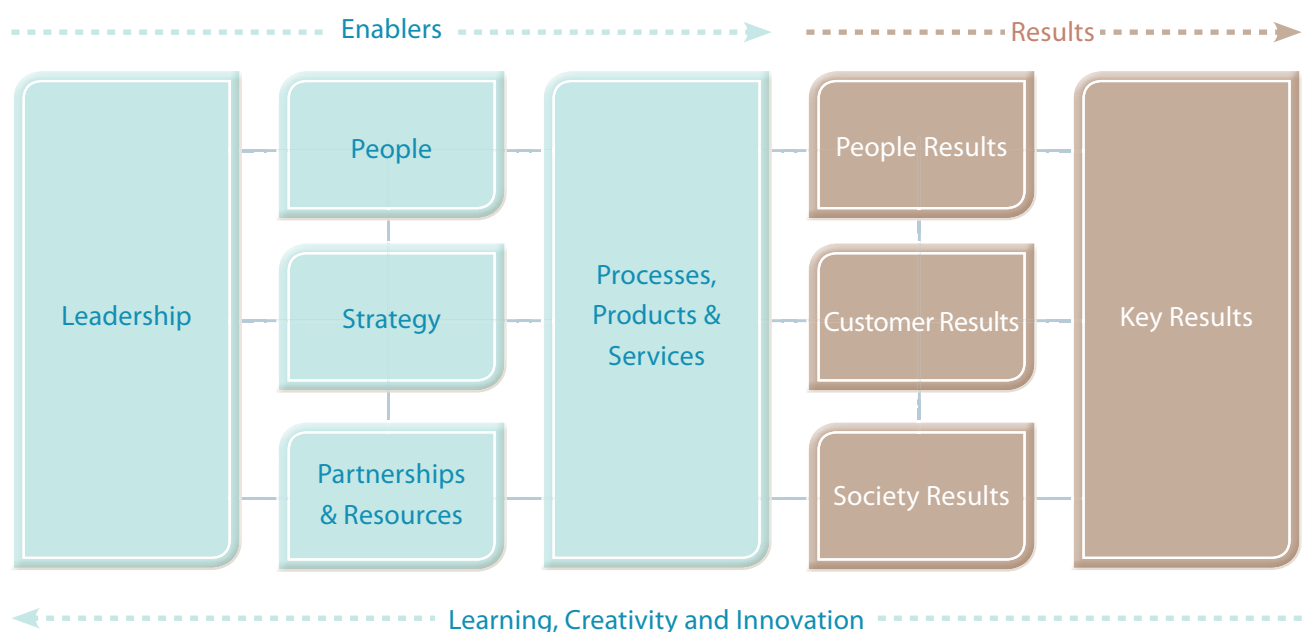 Enablers
Results
Leadership
People
Strategy
Partnerships
& Resources
Processes,
Products &
Services
People Results
Customer Results
Society Results
Key Results
Learning, Creativity and Innovation